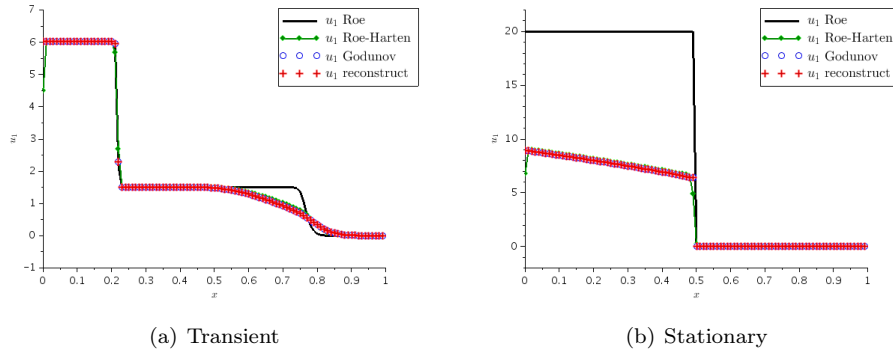 7
6
5
4
3
2
1
0
-1
u₁
0 0.1 0.2 0.3 0.4 0.5 0.6 0.7 0.8 0.9 1
x
u₁ Roe
u₁ Roe-Harten
u₁ Godunov
u₁ reconstruct
(a) Transient
20
15
10
5
0
u₁
0 0.1 0.2 0.3 0.4 0.5 0.6 0.7 0.8 0.9 1
x
u₁ Roe
u₁ Roe-Harten
u₁ Godunov
u₁ reconstruct
(b) Stationary